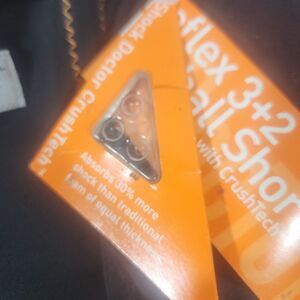 flex 3+2
all Shor
with CrushTech
Shock Doctor CrushTech
Absorbs 30% more
shock than traditional
foam of equal thickness